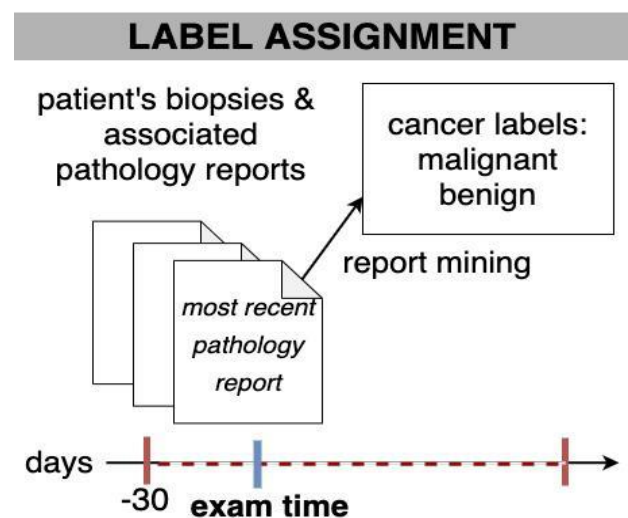 LABEL ASSIGNMENT
patient's biopsies &
associated
pathology reports
cancer labels:
malignant
benign
report mining
most recent
pathology
report
days
-30
exam time